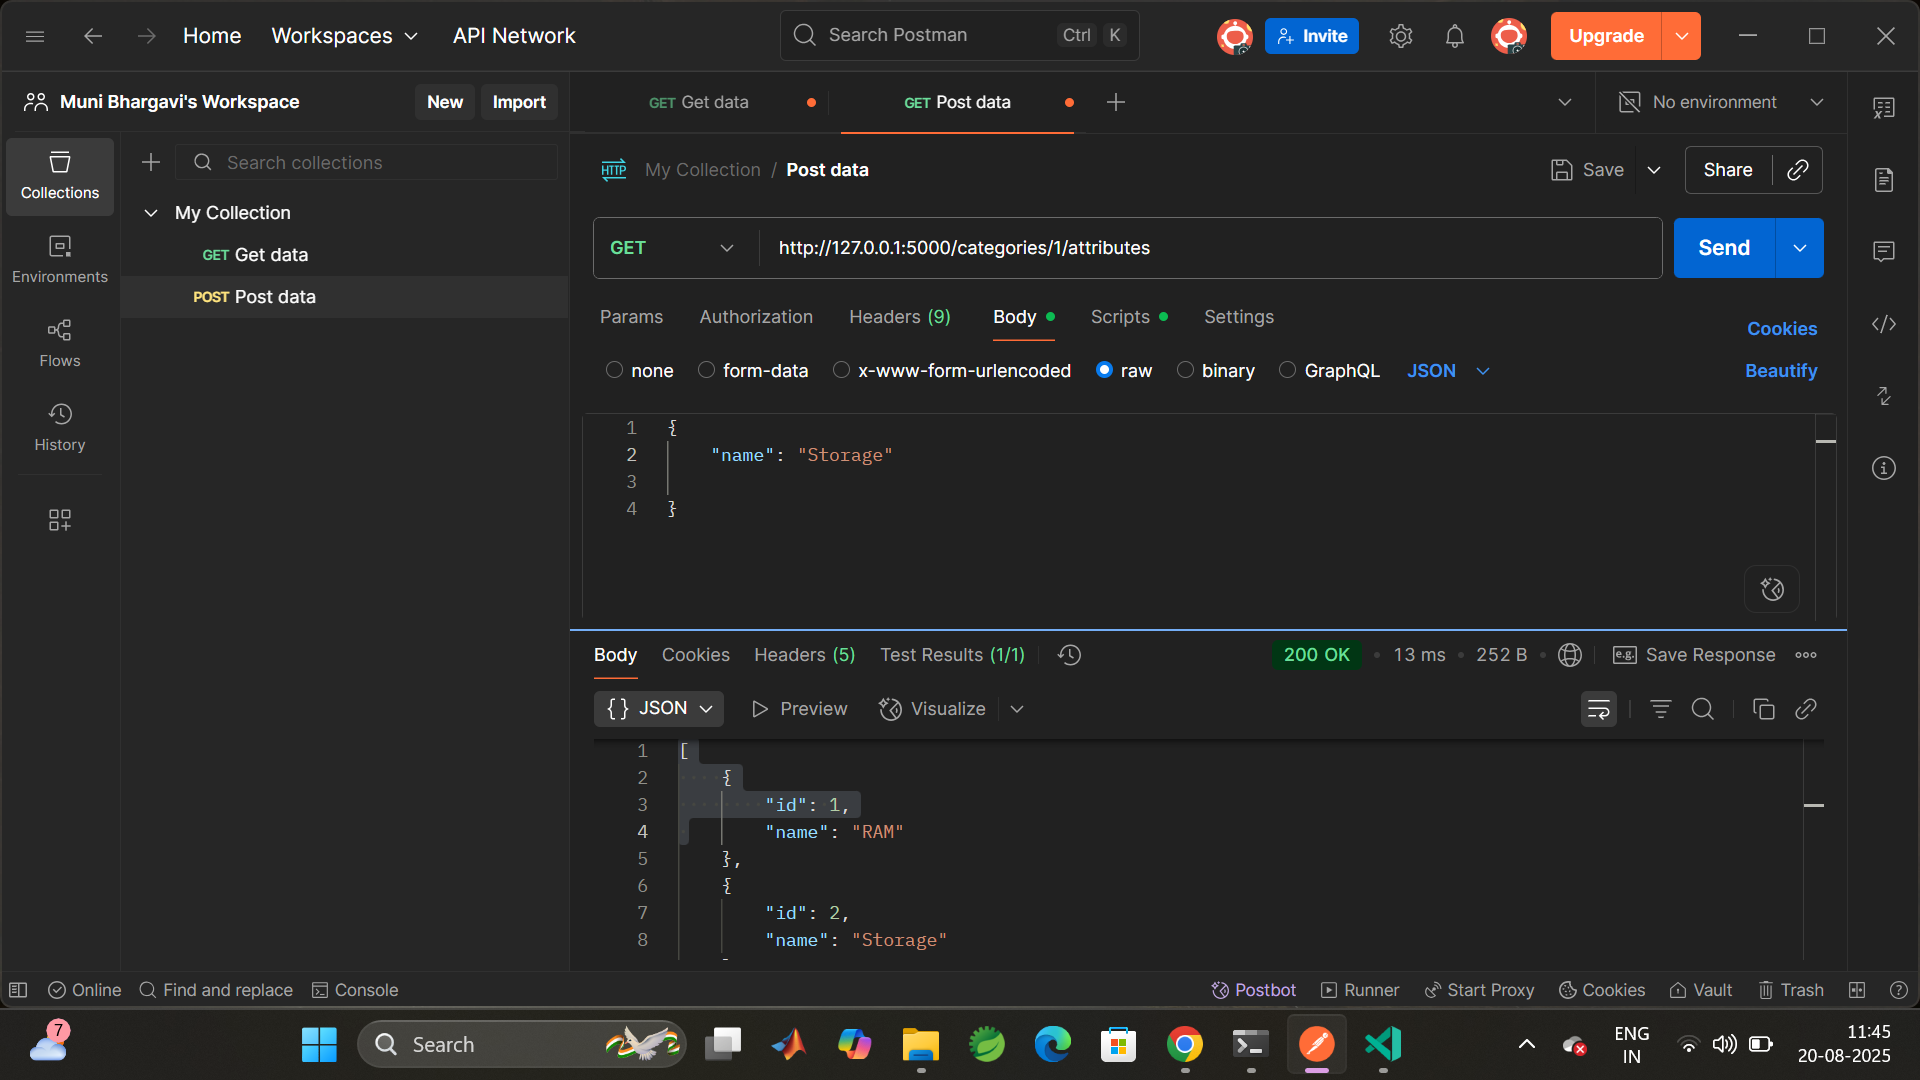 Home Workspaces API Network Search Postman Ctrl K Invite Upgrade
Muni Bhargavi's Workspace New Import GET Get data GET Post data No environment
Collections
Search collections
My Collection
GET Get data
POST Post data
Environments
Flows
History
HTTP My Collection / Post data Save Share
GET http://127.0.0.1:5000/categories/1/attributes Send
Params Authorization Headers (9) Body Scripts Settings Cookies
none form-data x-www-form-urlencoded raw binary GraphQL JSON Beautify
1 {
2 "name": "Storage"
3
4 }
Body Cookies Headers (5) Test Results (1/1) 200 OK 13 ms 252 B e.g. Save Response
{ } JSON Preview Visualize
1 [
2 {
3 "id": 1,
4 "name": "RAM"
5 },
6 {
7 "id": 2,
8 "name": "Storage"
Online Find and replace Console Postbot Runner Start Proxy Cookies Vault Trash
7 Search ENG IN 11:45
20-08-2025